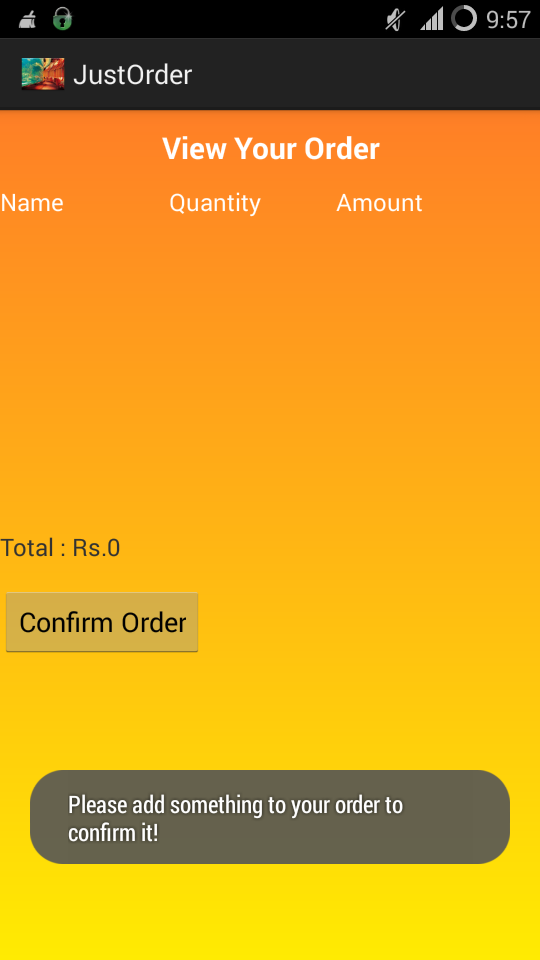 9:57
JustOrder
View Your Order
Name Quantity Amount
Total : Rs.0
Confirm Order
Please add something to your order to
confirm it!